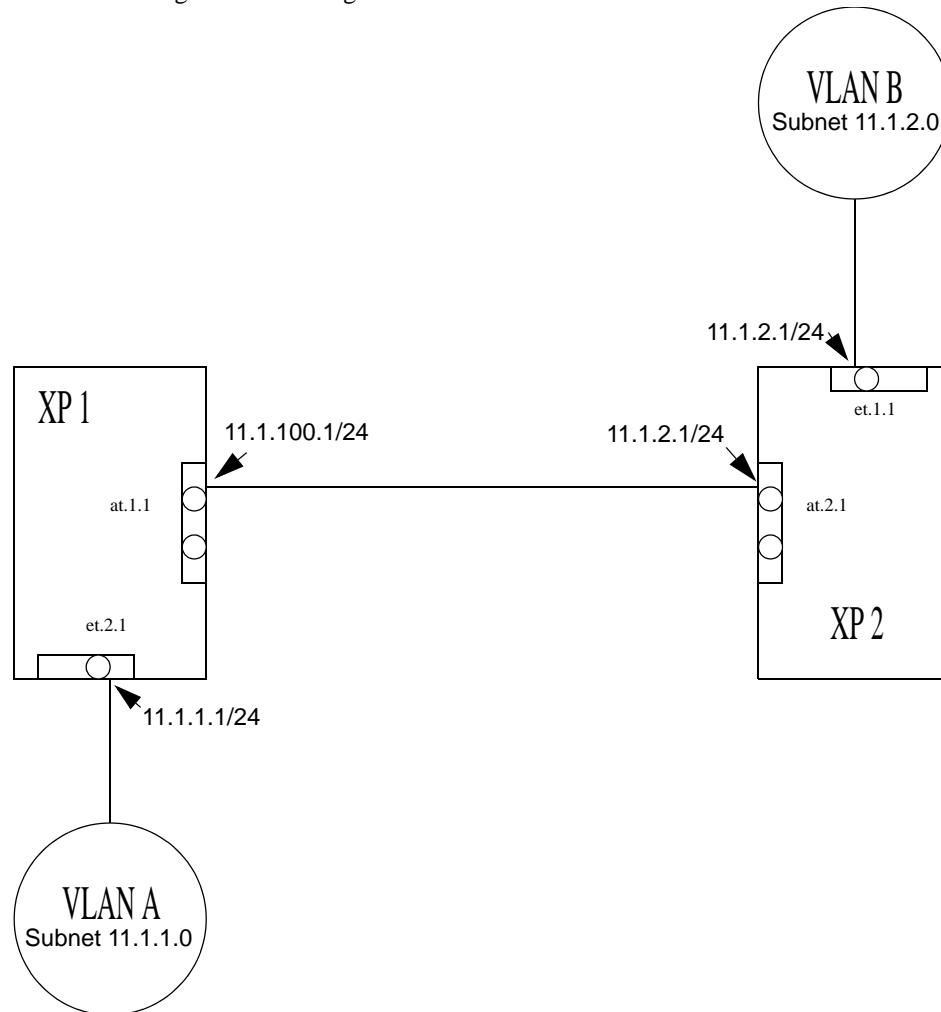 VLAN B
Subnet 11.1.2.0
11.1.2.1/24
et.1.1
XP 1
11.1.100.1/24
11.1.2.1/24
at.1.1
at.2.1
et.2.1
XP 2
11.1.1.1/24
VLAN A
Subnet 11.1.1.0